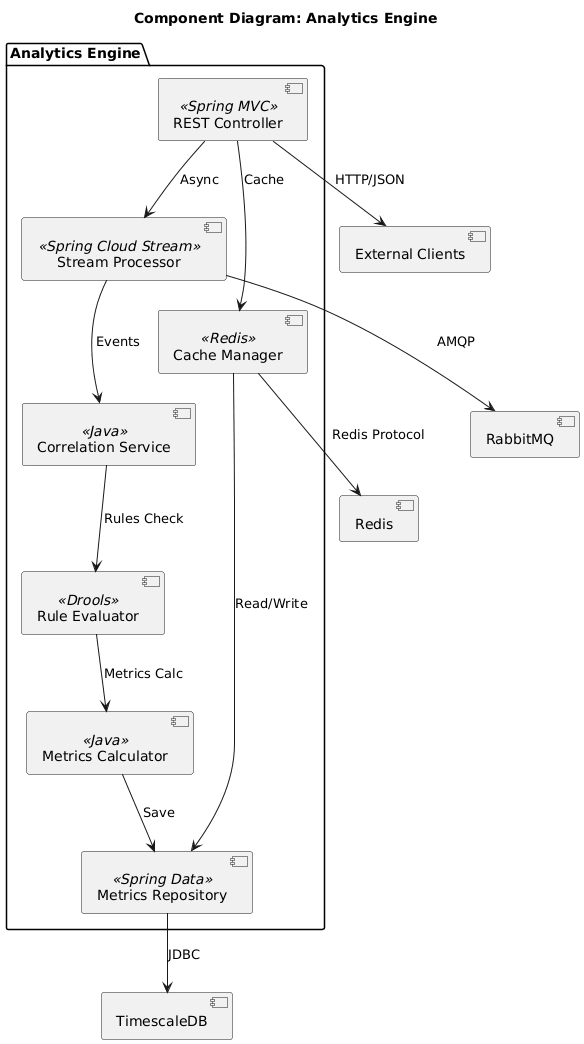 Component Diagram: Analytics Engine
Analytics Engine
«Spring MVC»
REST Controller
Async
Cache
HTTP/JSON
«Spring Cloud Stream»
Stream Processor
External Clients
Events
«Redis»
Cache Manager
AMQP
«Java»
Correlation Service
Redis Protocol
RabbitMQ
Rules Check
Redis
«Drools»
Rule Evaluator
Read/Write
Metrics Calc
«Java»
Metrics Calculator
Save
«Spring Data»
Metrics Repository
JDBC
TimescaleDB